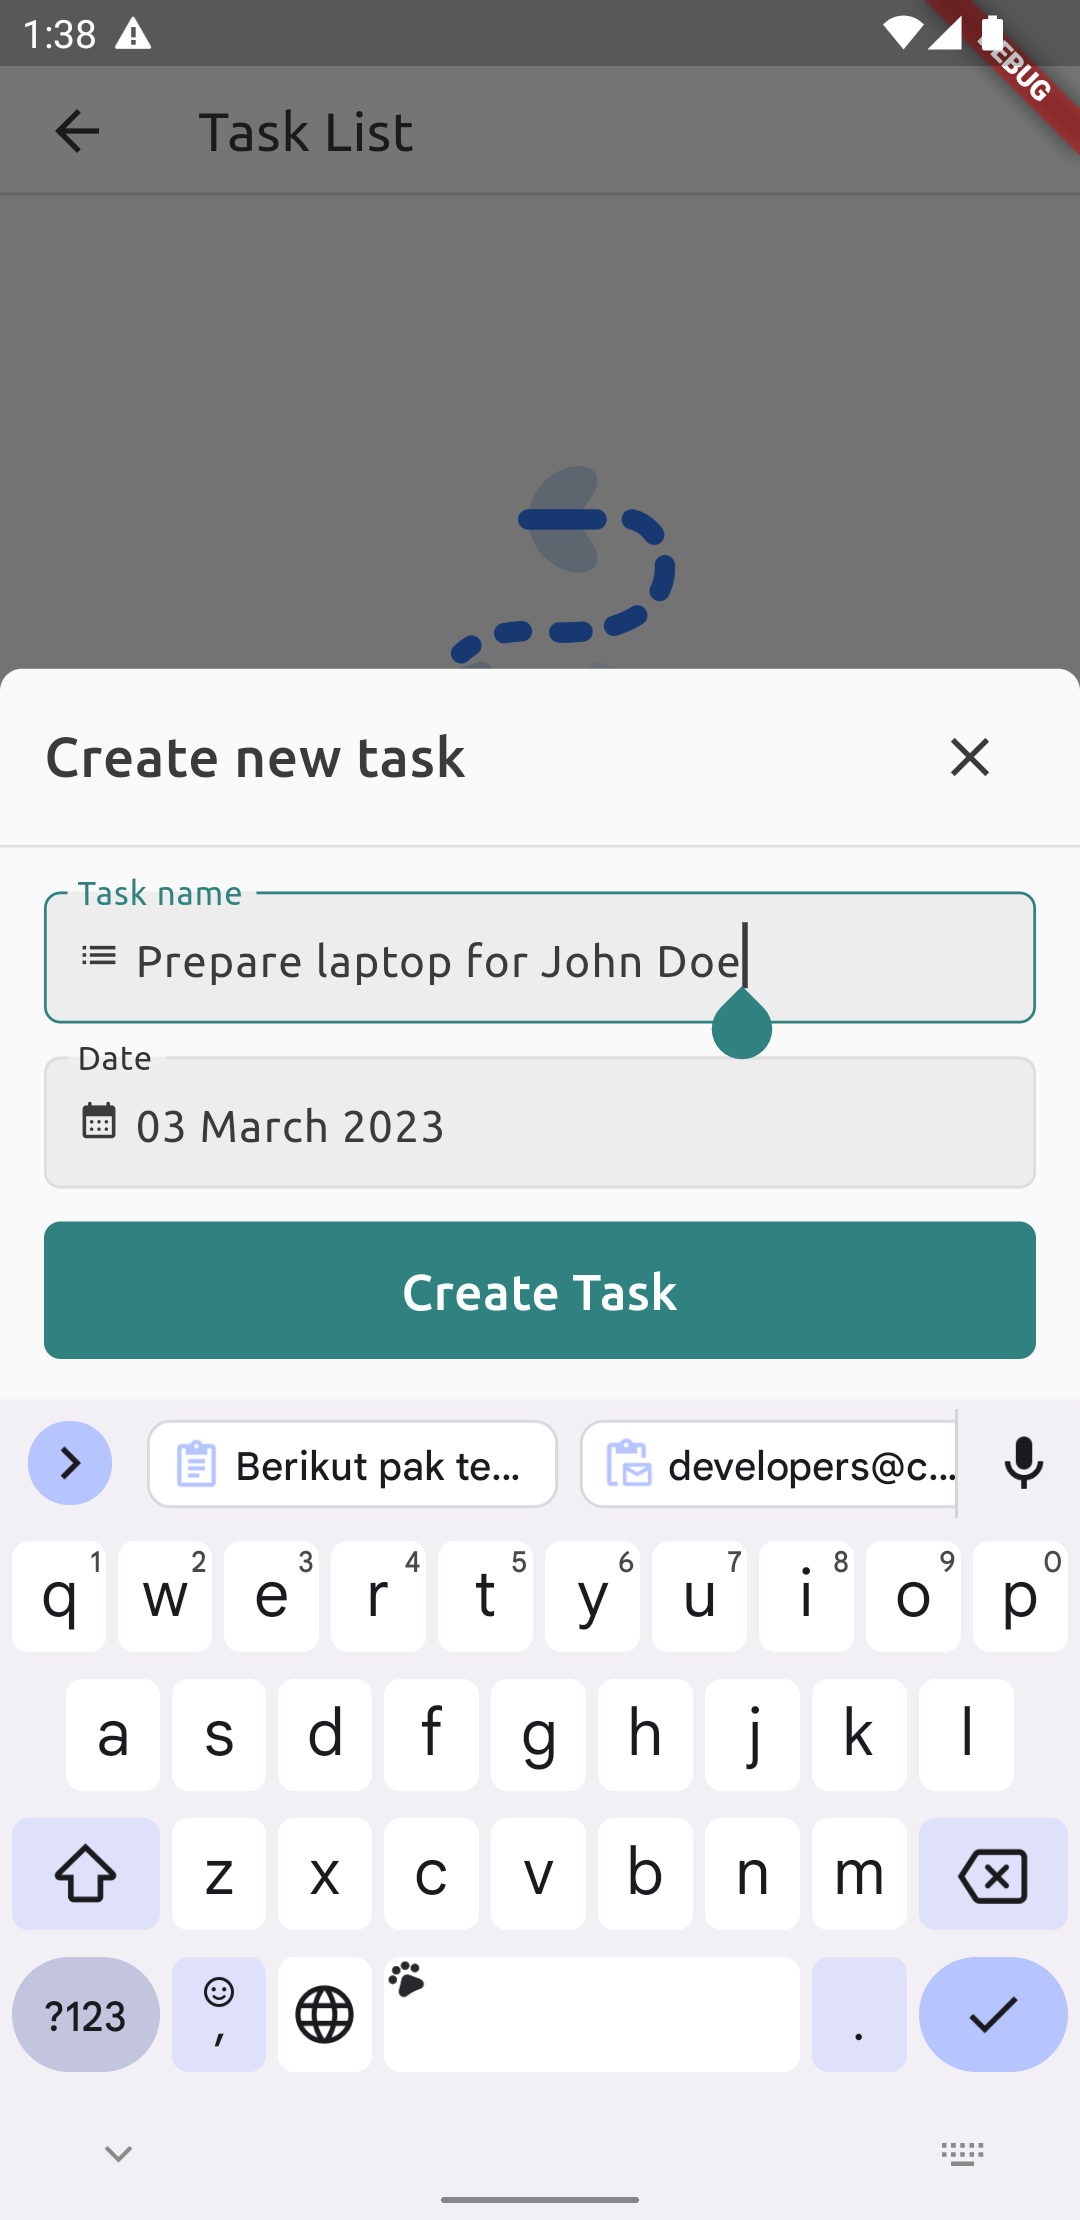 1:38
DEBUG
Task List
Create new task
Task name
Prepare laptop for John Doe
Date
03 March 2023
Create Task
Berikut pak te... developers@c...
q 1 w 2 e 3 r 4 t 5 y 6 u 7 i 8 o 9 p 0
a s d f g h j k l
z x c v b n m
?123 , .